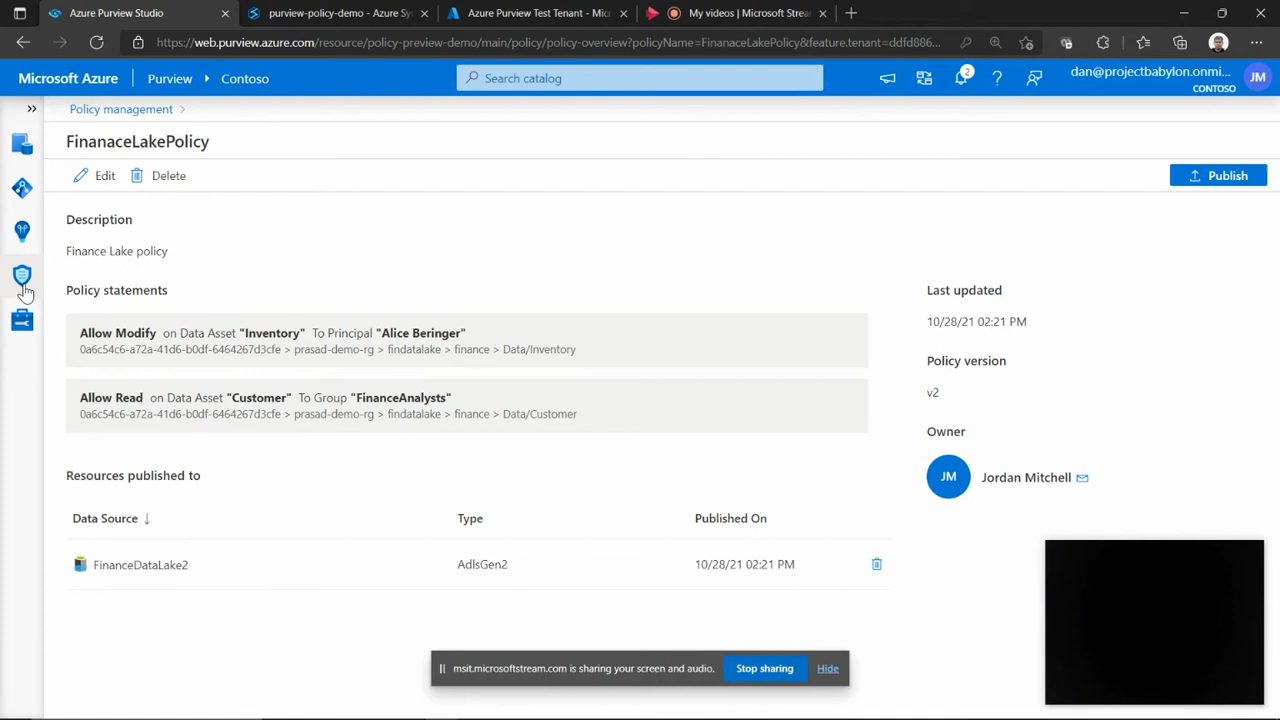 Azure Purview Studio
purview-policy-demo - Azure Sy
Azure Purview Test Tenant - Mic
My videos | Microsoft Strea
https://web.purview.azure.com/resource/policy-preview-demo/main/policy/policy-overview?policyName=FinanaceLakePolicy&feature.tenant=ddfd886...
Microsoft Azure
Purview
Contoso
Search catalog
2
dan@projectbabylon.onmi...
CONTOSO
JM
Policy management
FinanaceLakePolicy
Edit
Delete
Publish
Description
Finance Lake policy
Policy statements
Allow Modify on Data Asset "Inventory" To Principal "Alice Beringer"
0a6c54c6-a72a-41d6-b0df-6464267d3cfe > prasad-demo-rg > findatalake > finance > Data/Inventory
Allow Read on Data Asset "Customer" To Group "FinanceAnalysts"
0a6c54c6-a72a-41d6-b0df-6464267d3cfe > prasad-demo-rg > findatalake > finance > Data/Customer
Last updated
10/28/21 02:21 PM
Policy version
v2
Owner
JM
Jordan Mitchell
Resources published to
Data Source ↓
Type
Published On
FinanceDataLake2
AdlsGen2
10/28/21 02:21 PM
msit.microsoftstream.com is sharing your screen and audio.
Stop sharing
Hide